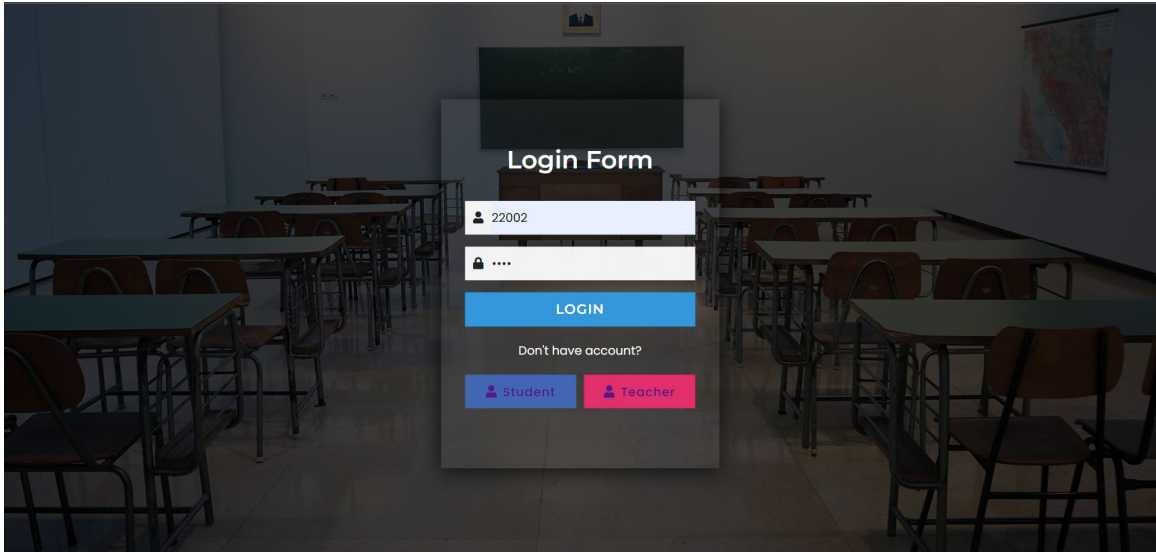 Login Form
22002
••••
LOGIN
Don't have account?
Student Teacher